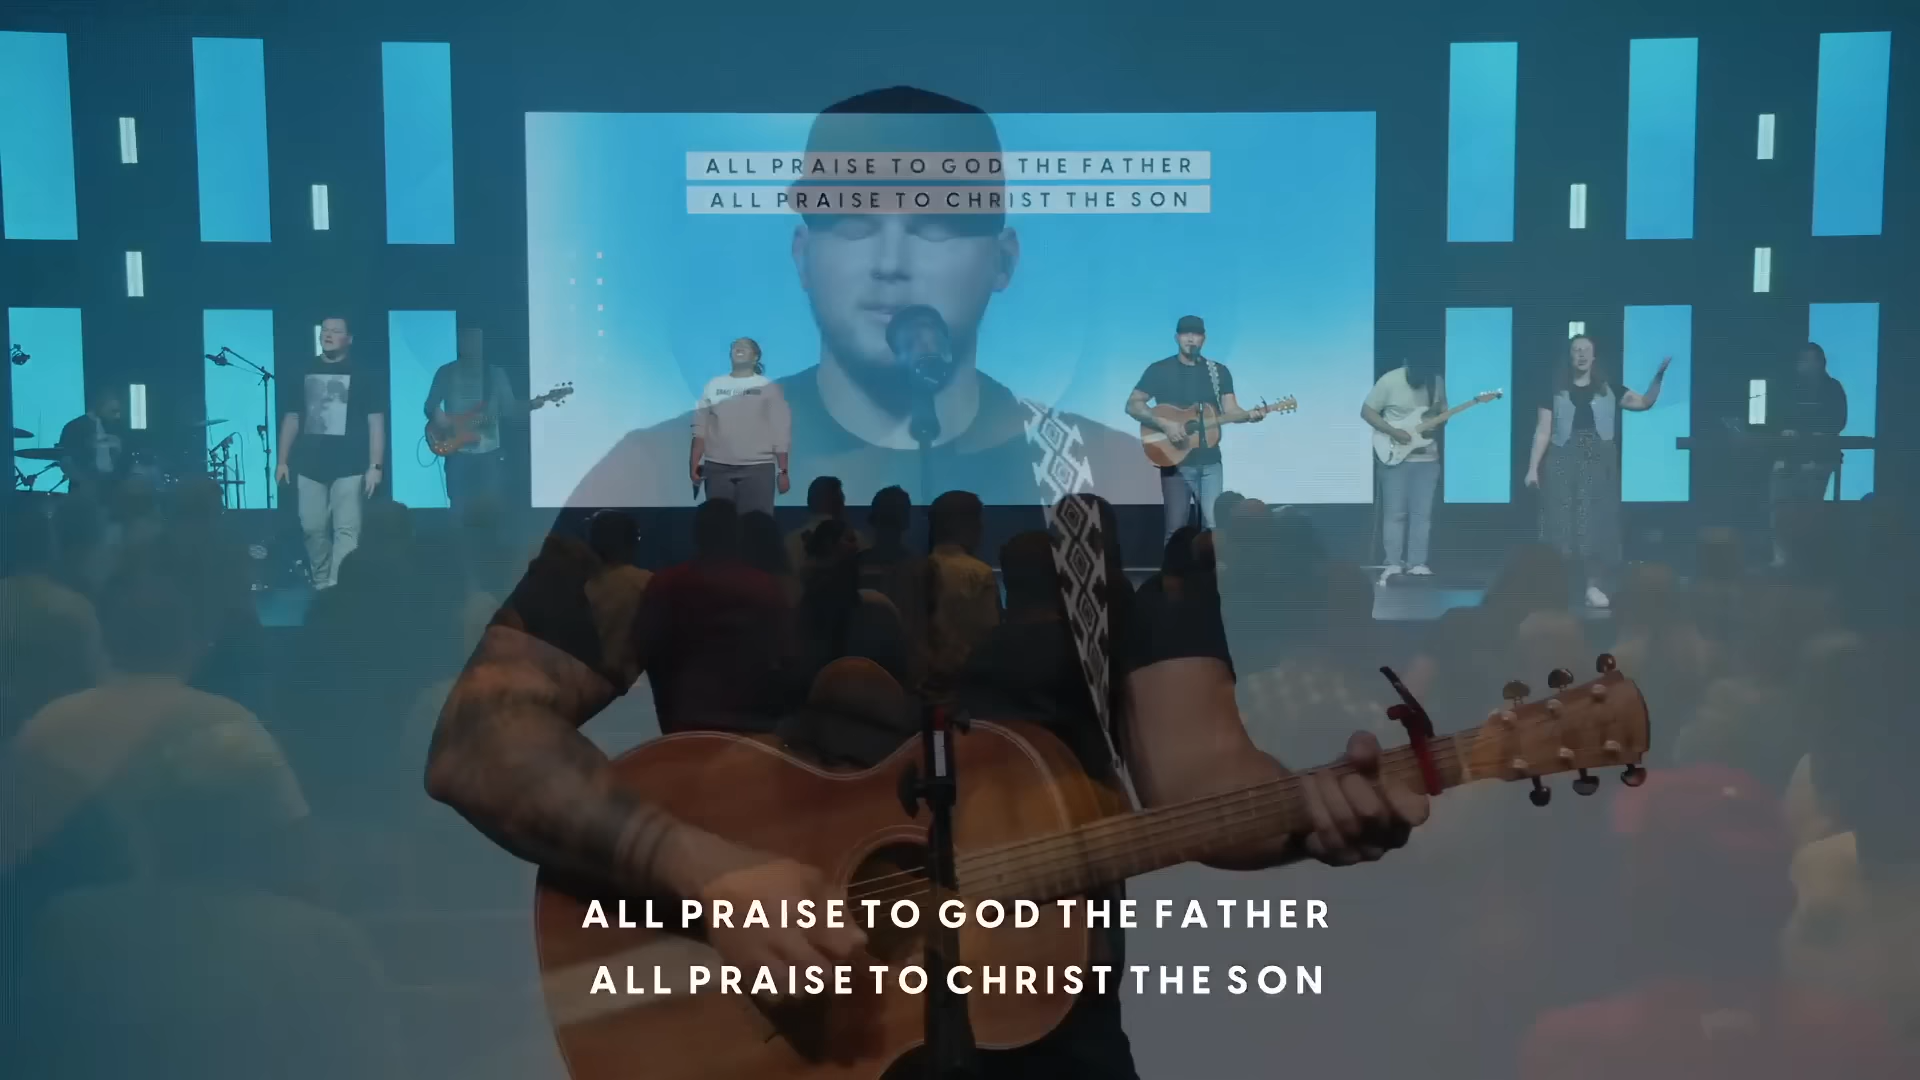 ALL PRAISE TO GOD THE FATHER
ALL PRAISE TO CHRIST THE SON
ALL PRAISE TO GOD THE FATHER
ALL PRAISE TO CHRIST THE SON